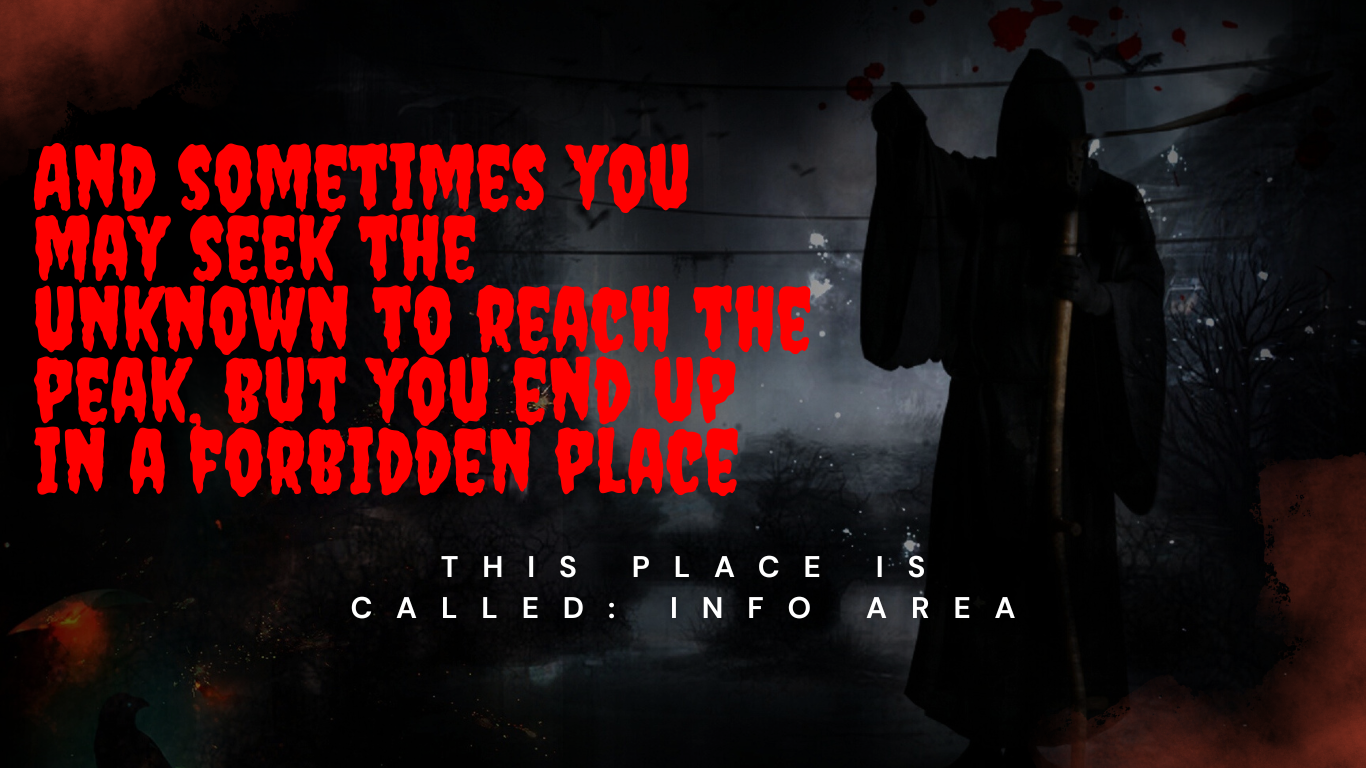 AND SOMETIMES YOU
MAY SEEK THE
UNKNOWN TO REACH THE
PEAK, BUT YOU END UP
IN A FORBIDDEN PLACE
THIS PLACE IS
CALLED: INFO AREA